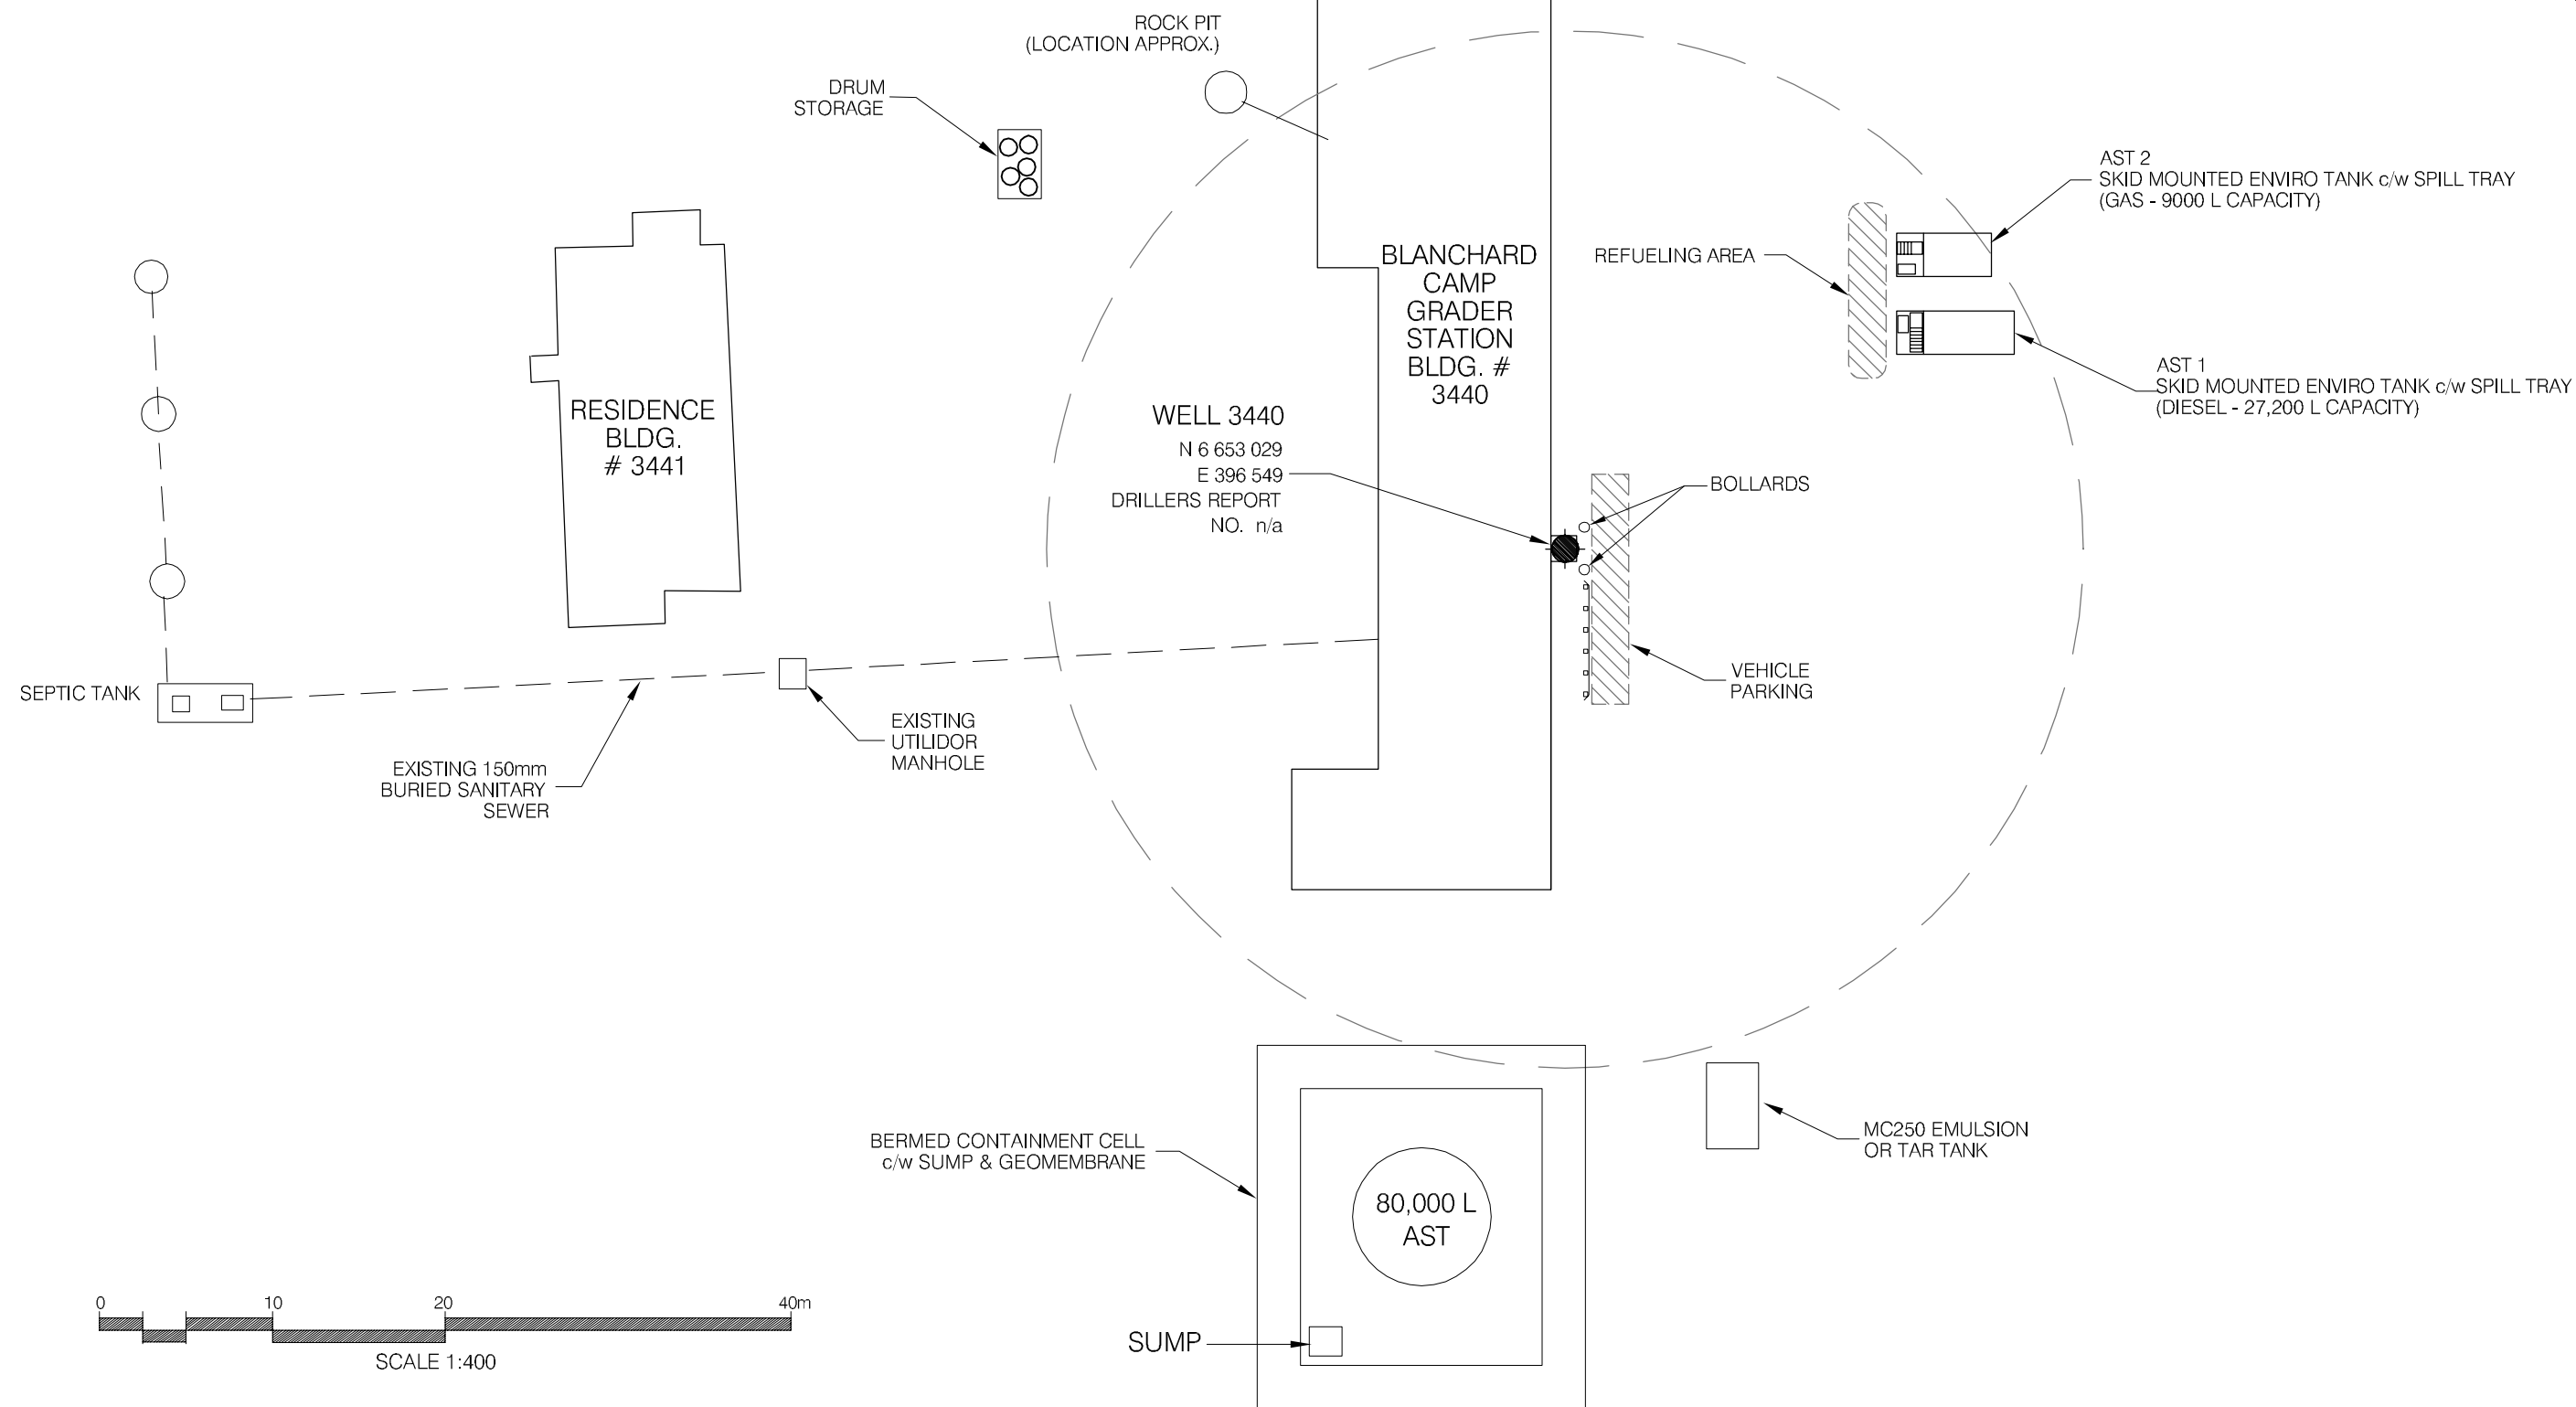 ROCK PIT
(LOCATION APPROX.)
DRUM
STORAGE
AST 2
SKID MOUNTED ENVIRO TANK c/w SPILL TRAY
(GAS - 9000 L CAPACITY)
REFUELING AREA
BLANCHARD
CAMP
GRADER
STATION
BLDG. #
3440
AST 1
SKID MOUNTED ENVIRO TANK c/w SPILL TRAY
(DIESEL - 27,200 L CAPACITY)
RESIDENCE
BLDG.
# 3441
WELL 3440
N 6 653 029
E 396 549
DRILLERS REPORT
NO. n/a
BOLLARDS
VEHICLE
PARKING
SEPTIC TANK
EXISTING
UTILIDOR
MANHOLE
EXISTING 150mm
BURIED SANITARY
SEWER
BERMED CONTAINMENT CELL
c/w SUMP & GEOMEMBRANE
MC250 EMULSION
OR TAR TANK
80,000 L
AST
SUMP
0 10 20 40m
SCALE 1:400